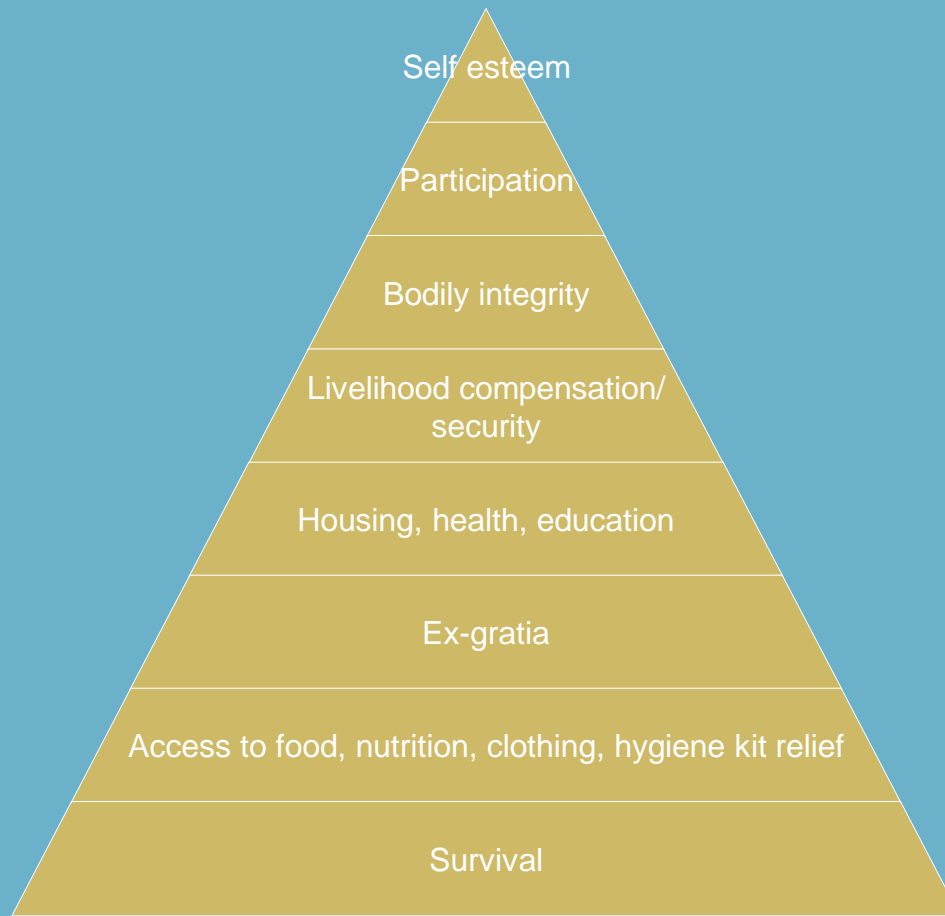 Self esteem
Participation
Bodily integrity
Livelihood compensation/
security
Housing, health, education
Ex-gratia
Access to food, nutrition, clothing, hygiene kit relief
Survival